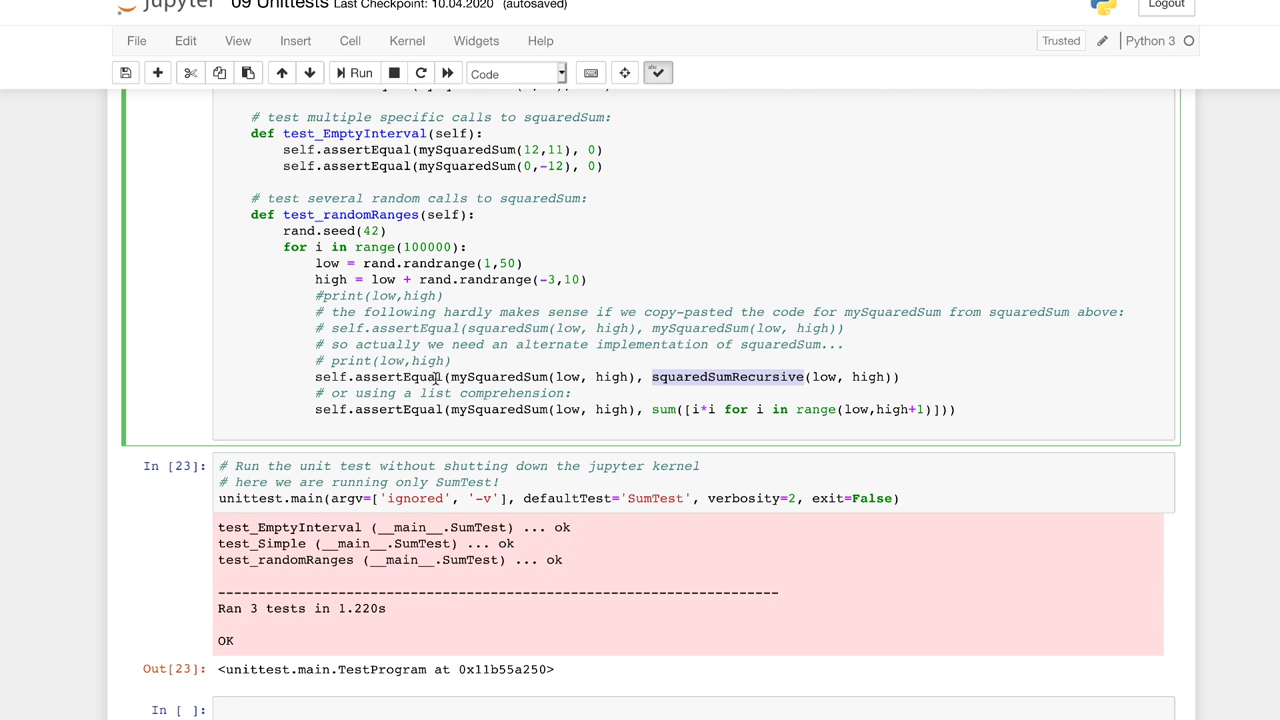 jupyter 09 Unittests Last Checkpoint: 10.04.2020 (autosaved) Logout
File Edit View Insert Cell Kernel Widgets Help Trusted Python 3
Run Code
# test multiple specific calls to squaredSum:
def test_EmptyInterval(self):
self.assertEqual(mySquaredSum(12,11), 0)
self.assertEqual(mySquaredSum(0,-12), 0)
# test several random calls to squaredSum:
def test_randomRanges(self):
rand.seed(42)
for i in range(100000):
low = rand.randrange(1,50)
high = low + rand.randrange(-3,10)
#print(low,high)
# the following hardly makes sense if we copy-pasted the code for mySquaredSum from squaredSum above:
# self.assertEqual(squaredSum(low, high), mySquaredSum(low, high))
# so actually we need an alternate implementation of squaredSum...
# print(low,high)
self.assertEqual(mySquaredSum(low, high), squaredSumRecursive(low, high))
# or using a list comprehension:
self.assertEqual(mySquaredSum(low, high), sum([i*i for i in range(low,high+1)]))
In [23]: # Run the unit test without shutting down the jupyter kernel
# here we are running only SumTest!
unittest.main(argv=['ignored', '-v'], defaultTest='SumTest', verbosity=2, exit=False)
test_EmptyInterval (__main__.SumTest) ... ok
test_Simple (__main__.SumTest) ... ok
test_randomRanges (__main__.SumTest) ... ok
----------------------------------------------------------------------
Ran 3 tests in 1.220s
OK
Out[23]: <unittest.main.TestProgram at 0x11b55a250>
In [ ]: